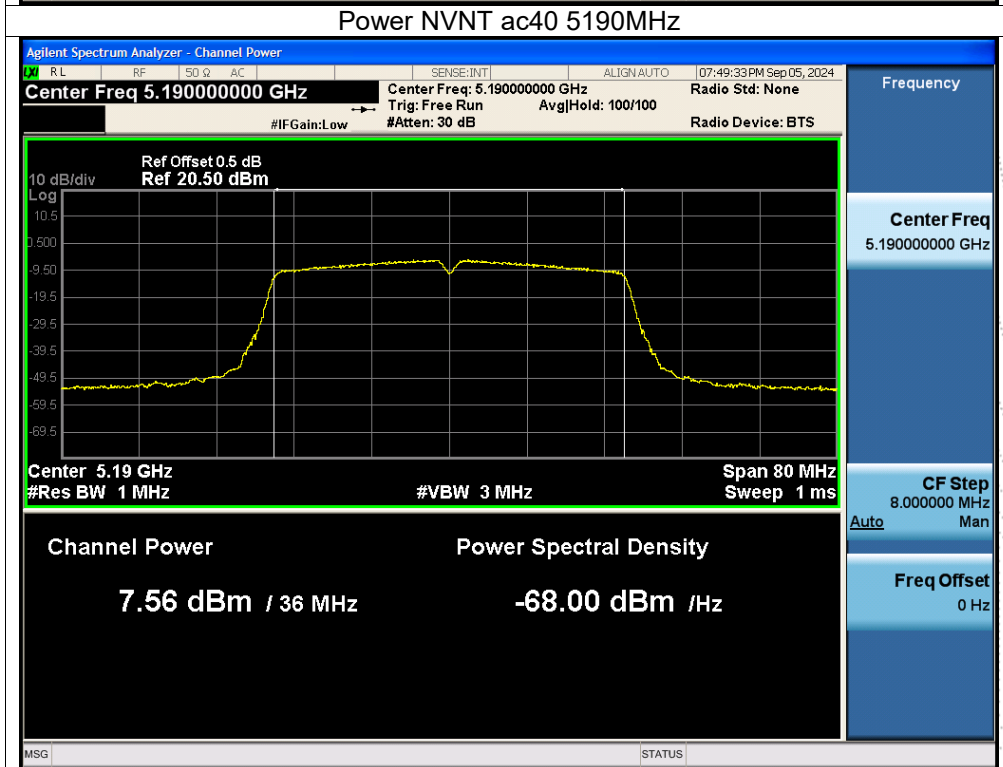 Power NVNT ac40 5190MHz
Agilent Spectrum Analyzer - Channel Power
LXI RL RF 50 Ω AC SENSE:INT ALIGN AUTO 07:49:33 PM Sep 05, 2024
Center Freq 5.190000000 GHz
Center Freq: 5.190000000 GHz
Radio Std: None
Trig: Free Run Avg|Hold: 100/100
#IFGain:Low
#Atten: 30 dB
Radio Device: BTS
Frequency
Ref Offset 0.5 dB
10 dB/div Ref 20.50 dBm
Log
10.5
0.500
-9.50
-19.5
-29.5
-39.5
-49.5
-59.5
-69.5
Center 5.19 GHz Span 80 MHz
#Res BW 1 MHz #VBW 3 MHz Sweep 1 ms
Channel Power Power Spectral Density
7.56 dBm / 36 MHz -68.00 dBm /Hz
Center Freq
5.190000000 GHz
CF Step
8.000000 MHz
Auto Man
Freq Offset
0 Hz
MSG STATUS